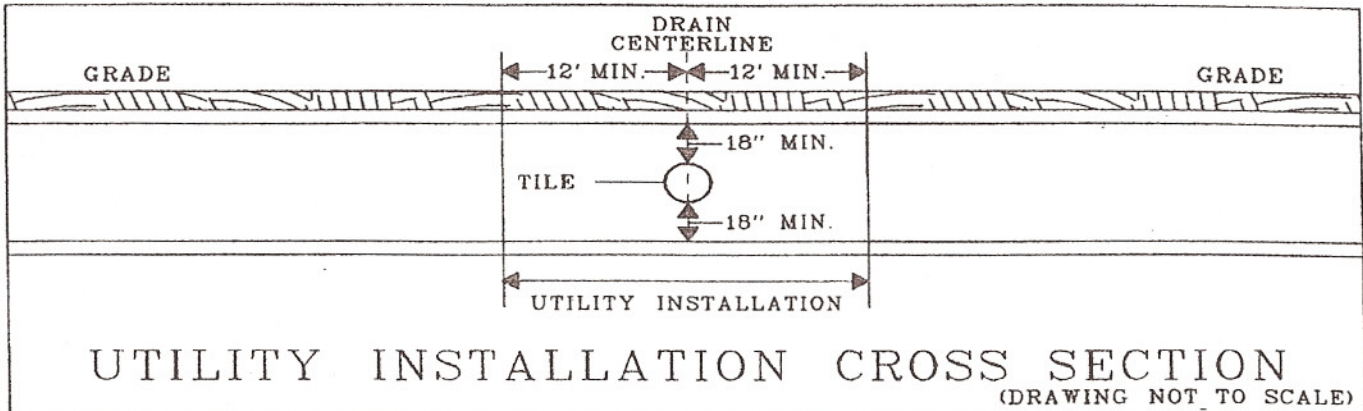 DRAIN
CENTERLINE
GRADE
12' MIN.
12' MIN.
GRADE
18" MIN.
TILE
18" MIN.
UTILITY INSTALLATION
UTILITY INSTALLATION CROSS SECTION
(DRAWING NOT TO SCALE)